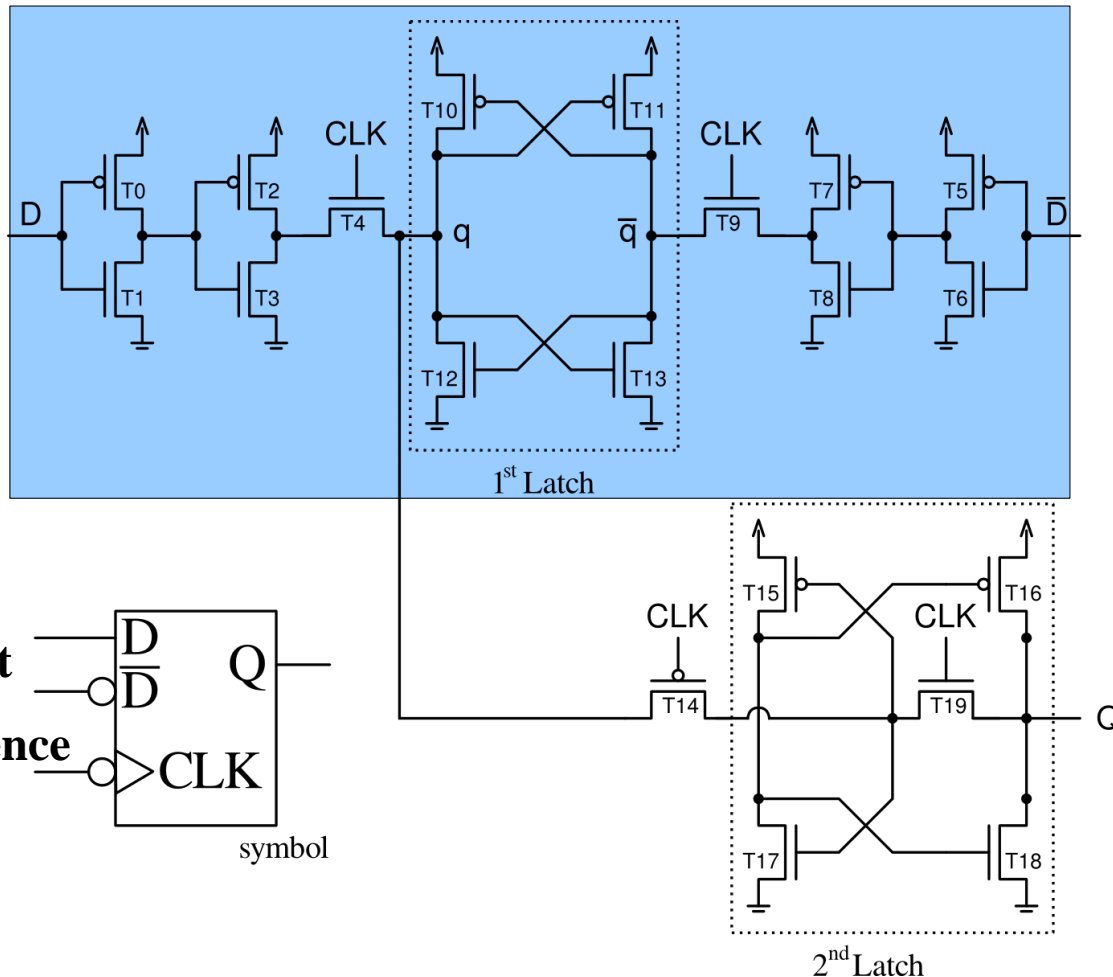 T10
T11
CLK
CLK
T0
T2
T7
T5
D
T4
q
q̅
T9
D̅
T1
T3
T8
T6
T12
T13
1st Latch
T15
T16
CLK
CLK
D
D̅
Q
T14
T19
Q
CLK
T17
T18
symbol
2nd Latch